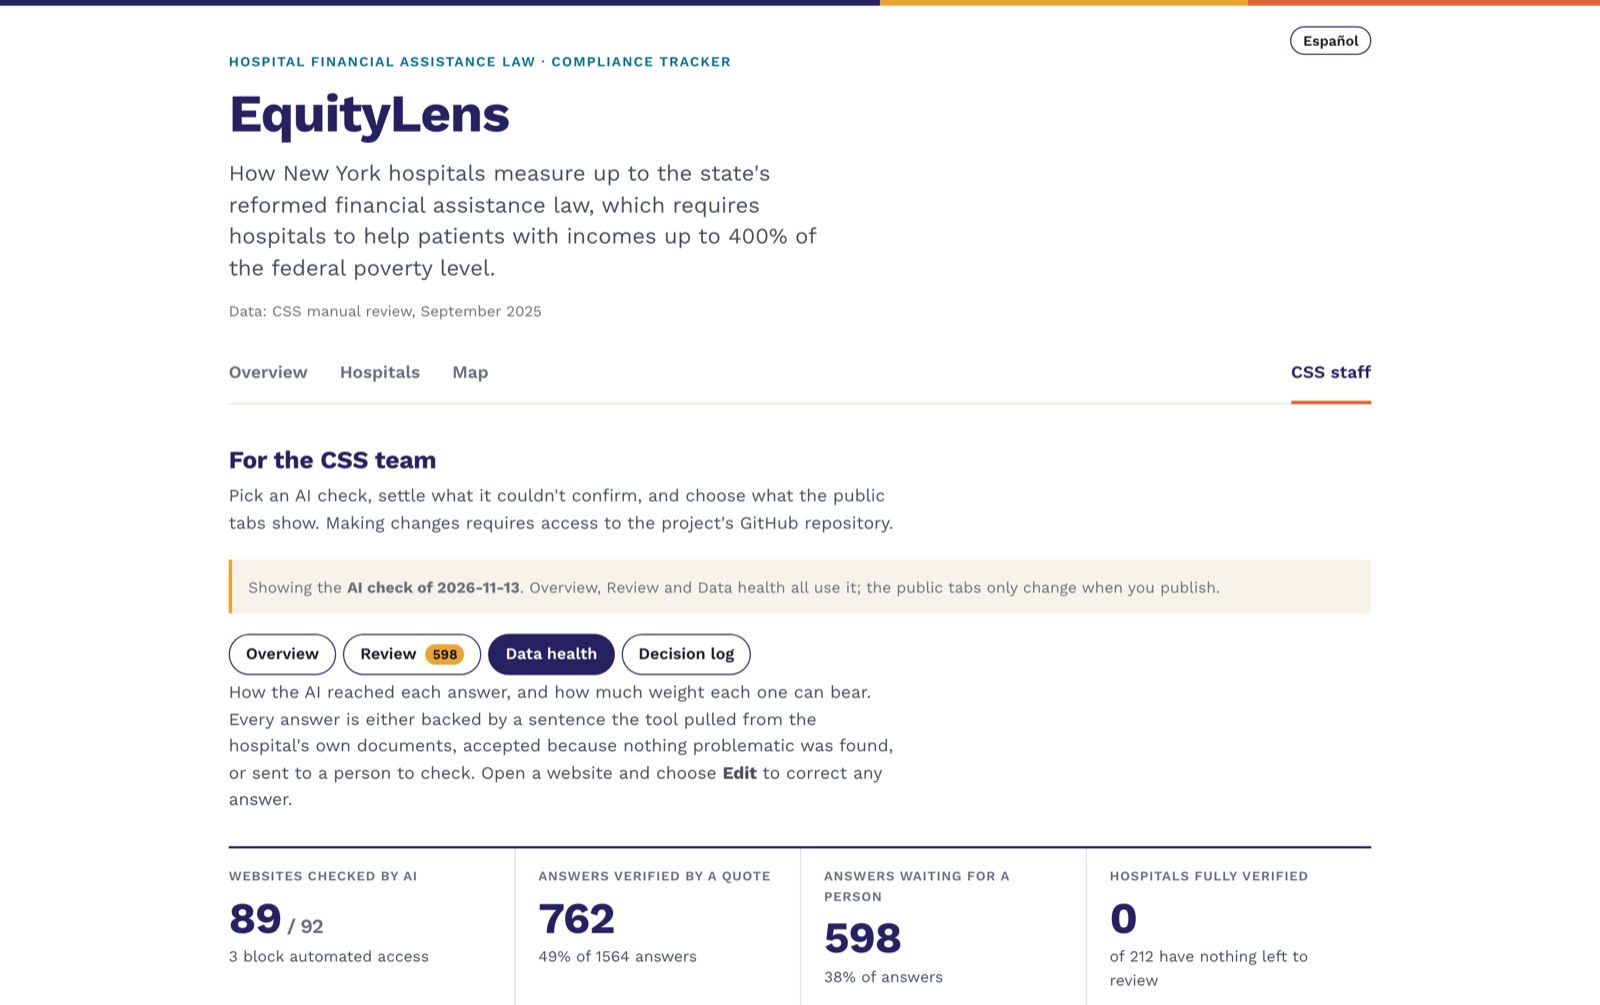 Español
HOSPITAL FINANCIAL ASSISTANCE LAW · COMPLIANCE TRACKER
EquityLens
How New York hospitals measure up to the state's
reformed financial assistance law, which requires
hospitals to help patients with incomes up to 400% of
the federal poverty level.
Data: CSS manual review, September 2025
Overview Hospitals Map CSS staff
For the CSS team
Pick an AI check, settle what it couldn't confirm, and choose what the public
tabs show. Making changes requires access to the project's GitHub repository.
Showing the AI check of 2026-11-13. Overview, Review and Data health all use it; the public tabs only change when you publish.
Overview Review 598 Data health Decision log
How the AI reached each answer, and how much weight each one can bear.
Every answer is either backed by a sentence the tool pulled from the
hospital's own documents, accepted because nothing problematic was found,
or sent to a person to check. Open a website and choose Edit to correct any
answer.
WEBSITES CHECKED BY AI
89 / 92
3 block automated access
ANSWERS VERIFIED BY A QUOTE
762
49% of 1564 answers
ANSWERS WAITING FOR A
PERSON
598
38% of answers
HOSPITALS FULLY VERIFIED
0
of 212 have nothing left to
review